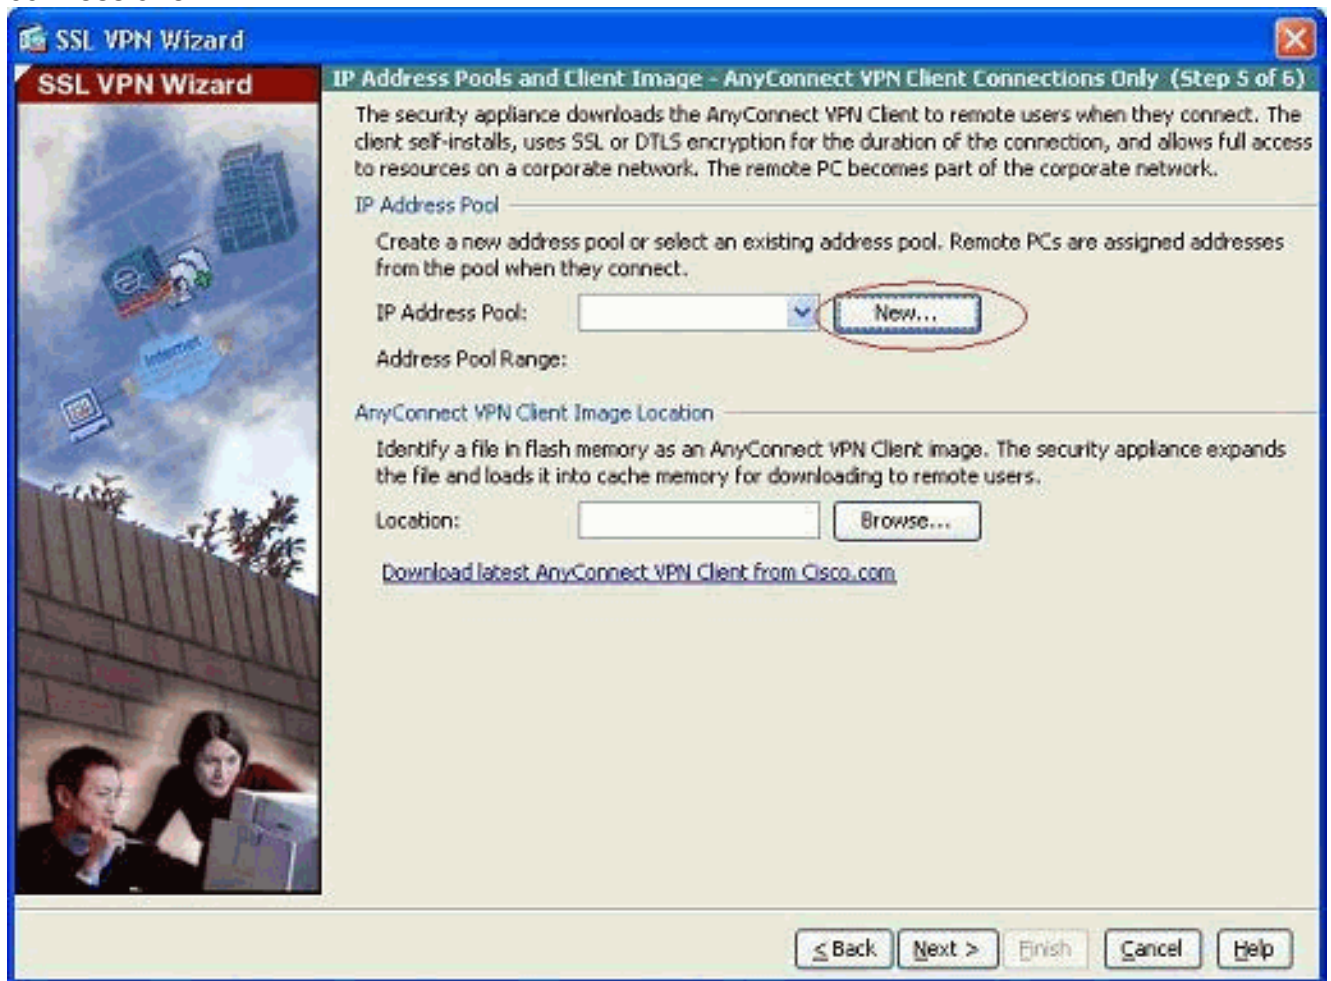 SSL VPN Wizard
SSL VPN Wizard
IP Address Pools and Client Image - AnyConnect VPN Client Connections Only (Step 5 of 6)
The security appliance downloads the AnyConnect VPN Client to remote users when they connect. The
client self-installs, uses SSL or DTLS encryption for the duration of the connection, and allows full access
to resources on a corporate network. The remote PC becomes part of the corporate network.
IP Address Pool
Create a new address pool or select an existing address pool. Remote PCs are assigned addresses
from the pool when they connect.
IP Address Pool:
New...
Address Pool Range:
Internet
AnyConnect VPN Client Image Location
Identify a file in flash memory as an AnyConnect VPN Client image. The security appliance expands
the file and loads it into cache memory for downloading to remote users.
Location:
Browse...
Download latest AnyConnect VPN Client from Cisco.com
< Back
Next >
Finish
Cancel
Help